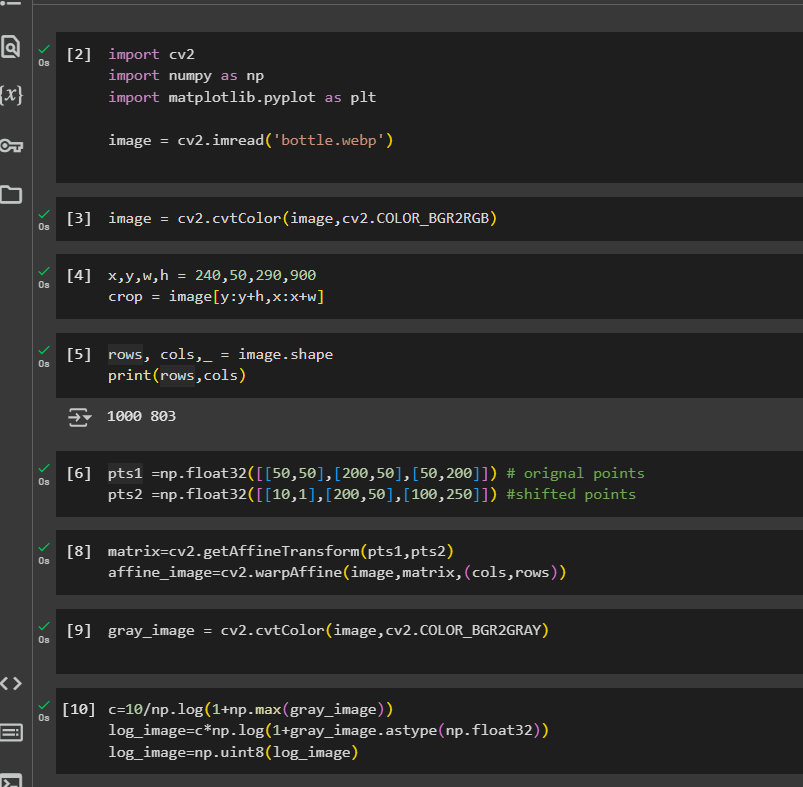 [2] import cv2
import numpy as np
import matplotlib.pyplot as plt
image = cv2.imread('bottle.webp')
0s
[3] image = cv2.cvtColor(image,cv2.COLOR_BGR2RGB)
0s
[4] x,y,w,h = 240,50,290,900
crop = image[y:y+h,x:x+w]
0s
[5] rows, cols,_ = image.shape
print(rows,cols)
0s
1000 803
[6] pts1 =np.float32([[50,50],[200,50],[50,200]]) # orignal points
pts2 =np.float32([[10,1],[200,50],[100,250]]) #shifted points
0s
[8] matrix=cv2.getAffineTransform(pts1,pts2)
affine_image=cv2.warpAffine(image,matrix,(cols,rows))
0s
[9] gray_image = cv2.cvtColor(image,cv2.COLOR_BGR2GRAY)
0s
[10] c=10/np.log(1+np.max(gray_image))
log_image=c*np.log(1+gray_image.astype(np.float32))
log_image=np.uint8(log_image)
0s
{x}